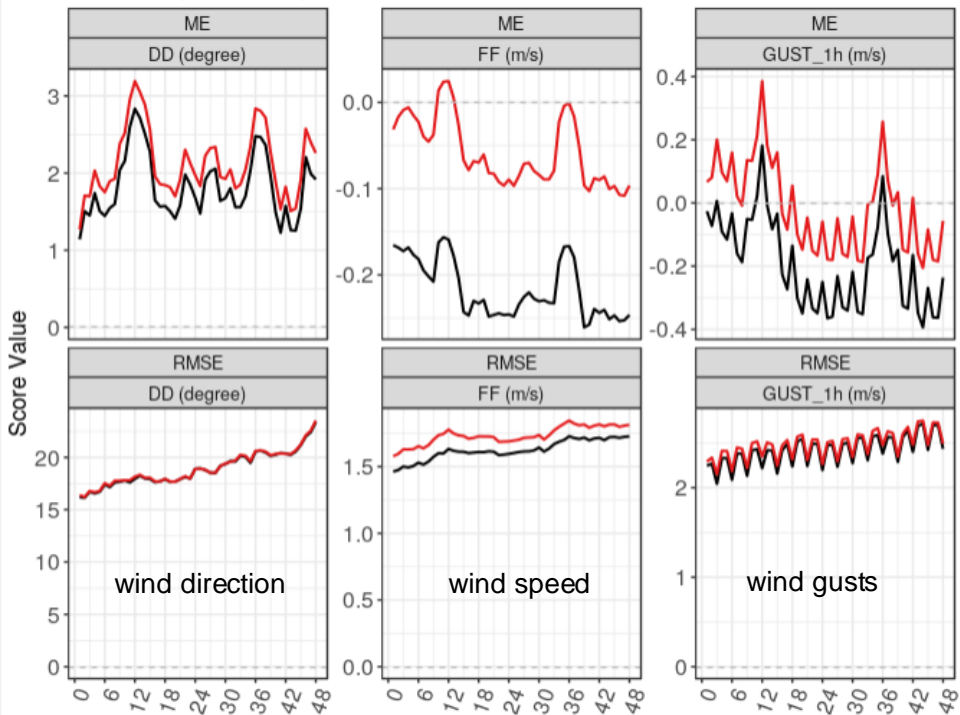 ME ME ME
DD (degree) FF (m/s) GUST_1h (m/s)
3 0.0 0.4
2 -0.1 0.2
1 -0.2 0.0
0 -0.2
-0.4
Score Value
RMSE RMSE RMSE
DD (degree) FF (m/s) GUST_1h (m/s)
20 1.5 2
15 1.0 1
10 0.5 0
5 0.0
0
wind direction wind speed wind gusts
0 6 12 18 24 30 36 42 48 0 6 12 18 24 30 36 42 48 0 6 12 18 24 30 36 42 48